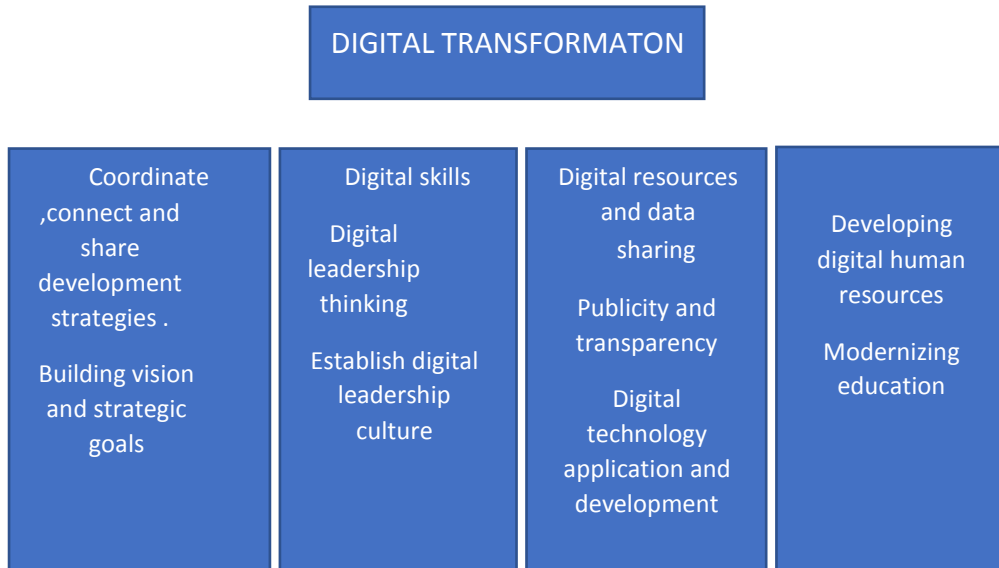 DIGITAL TRANSFORMATON
Coordinate
,connect and
share
development
strategies .
Building vision
and strategic
goals
Digital skills
Digital
leadership
thinking
Establish digital
leadership
culture
Digital resources
and data
sharing
Publicity and
transparency
Digital
technology
application and
development
Developing
digital human
resources
Modernizing
education